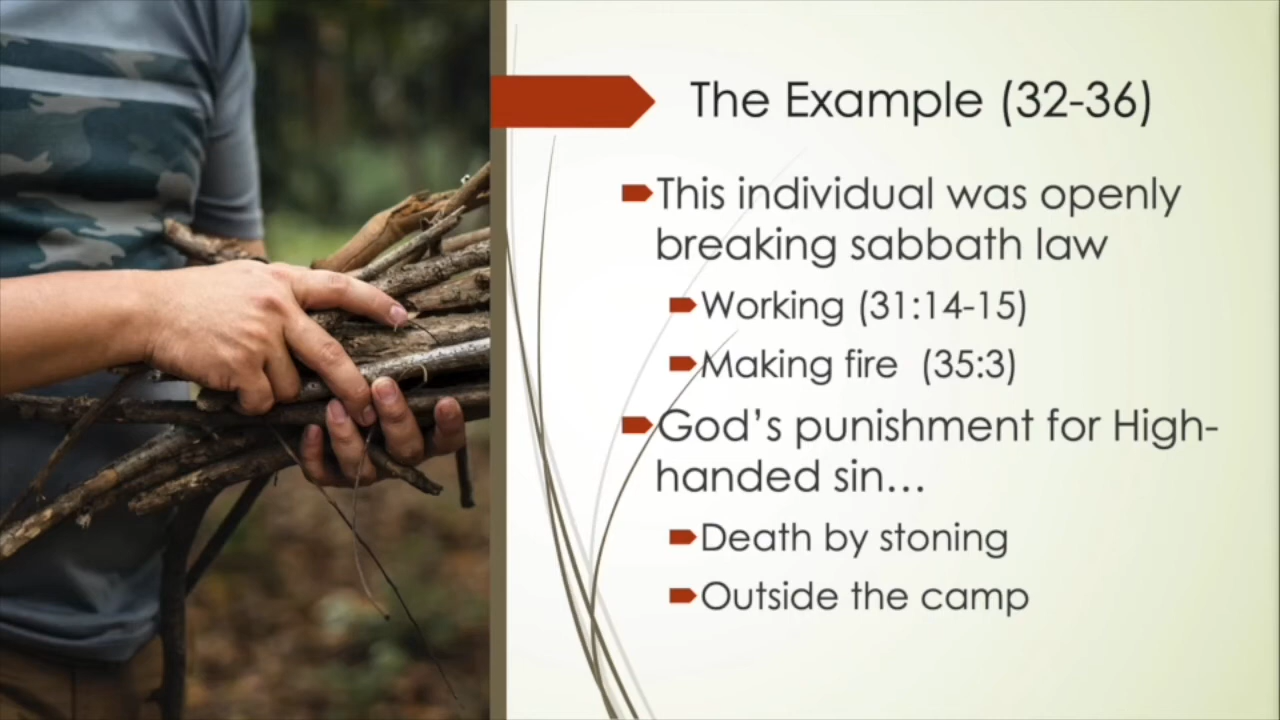 The Example (32-36)
This individual was openly
breaking sabbath law
Working (31:14-15)
Making fire  (35:3)
God’s punishment for High-
handed sin…
Death by stoning
Outside the camp